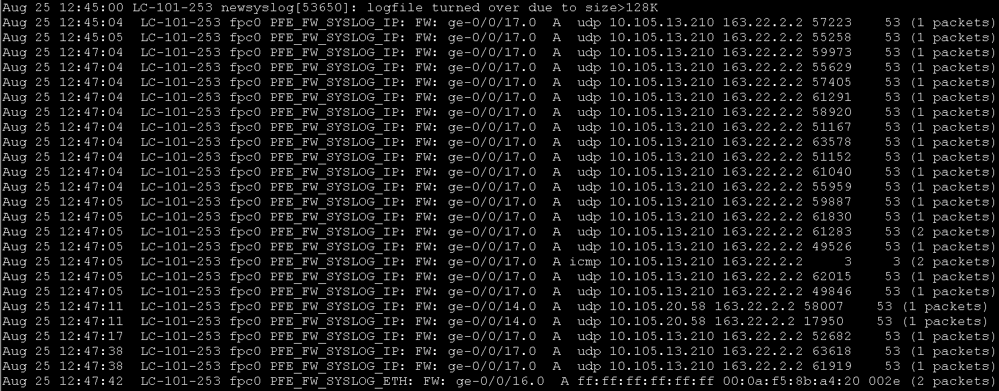 Aug 25 12:45:00 LC-101-253 newsyslog[53650]: logfile turned over due to size>128K
Aug 25 12:45:04  LC-101-253 fpc0 PFE_FW_SYSLOG_IP: FW: ge-0/0/17.0  A  udp 10.105.13.210 163.22.2.2 57223    53 (1 packets)
Aug 25 12:45:05  LC-101-253 fpc0 PFE_FW_SYSLOG_IP: FW: ge-0/0/17.0  A  udp 10.105.13.210 163.22.2.2 55258    53 (1 packets)
Aug 25 12:47:04  LC-101-253 fpc0 PFE_FW_SYSLOG_IP: FW: ge-0/0/17.0  A  udp 10.105.13.210 163.22.2.2 59973    53 (1 packets)
Aug 25 12:47:04  LC-101-253 fpc0 PFE_FW_SYSLOG_IP: FW: ge-0/0/17.0  A  udp 10.105.13.210 163.22.2.2 55629    53 (1 packets)
Aug 25 12:47:04  LC-101-253 fpc0 PFE_FW_SYSLOG_IP: FW: ge-0/0/17.0  A  udp 10.105.13.210 163.22.2.2 57405    53 (1 packets)
Aug 25 12:47:04  LC-101-253 fpc0 PFE_FW_SYSLOG_IP: FW: ge-0/0/17.0  A  udp 10.105.13.210 163.22.2.2 61291    53 (1 packets)
Aug 25 12:47:04  LC-101-253 fpc0 PFE_FW_SYSLOG_IP: FW: ge-0/0/17.0  A  udp 10.105.13.210 163.22.2.2 58920    53 (1 packets)
Aug 25 12:47:04  LC-101-253 fpc0 PFE_FW_SYSLOG_IP: FW: ge-0/0/17.0  A  udp 10.105.13.210 163.22.2.2 51167    53 (1 packets)
Aug 25 12:47:04  LC-101-253 fpc0 PFE_FW_SYSLOG_IP: FW: ge-0/0/17.0  A  udp 10.105.13.210 163.22.2.2 63578    53 (1 packets)
Aug 25 12:47:04  LC-101-253 fpc0 PFE_FW_SYSLOG_IP: FW: ge-0/0/17.0  A  udp 10.105.13.210 163.22.2.2 51152    53 (1 packets)
Aug 25 12:47:04  LC-101-253 fpc0 PFE_FW_SYSLOG_IP: FW: ge-0/0/17.0  A  udp 10.105.13.210 163.22.2.2 61040    53 (1 packets)
Aug 25 12:47:04  LC-101-253 fpc0 PFE_FW_SYSLOG_IP: FW: ge-0/0/17.0  A  udp 10.105.13.210 163.22.2.2 55959    53 (1 packets)
Aug 25 12:47:05  LC-101-253 fpc0 PFE_FW_SYSLOG_IP: FW: ge-0/0/17.0  A  udp 10.105.13.210 163.22.2.2 59887    53 (1 packets)
Aug 25 12:47:05  LC-101-253 fpc0 PFE_FW_SYSLOG_IP: FW: ge-0/0/17.0  A  udp 10.105.13.210 163.22.2.2 61830    53 (1 packets)
Aug 25 12:47:05  LC-101-253 fpc0 PFE_FW_SYSLOG_IP: FW: ge-0/0/17.0  A  udp 10.105.13.210 163.22.2.2 61283    53 (2 packets)
Aug 25 12:47:05  LC-101-253 fpc0 PFE_FW_SYSLOG_IP: FW: ge-0/0/17.0  A  udp 10.105.13.210 163.22.2.2 49526    53 (1 packets)
Aug 25 12:47:05  LC-101-253 fpc0 PFE_FW_SYSLOG_IP: FW: ge-0/0/17.0  A icmp 10.105.13.210 163.22.2.2     3     3 (2 packets)
Aug 25 12:47:05  LC-101-253 fpc0 PFE_FW_SYSLOG_IP: FW: ge-0/0/17.0  A  udp 10.105.13.210 163.22.2.2 62015    53 (1 packets)
Aug 25 12:47:05  LC-101-253 fpc0 PFE_FW_SYSLOG_IP: FW: ge-0/0/17.0  A  udp 10.105.13.210 163.22.2.2 49846    53 (1 packets)
Aug 25 12:47:11  LC-101-253 fpc0 PFE_FW_SYSLOG_IP: FW: ge-0/0/14.0  A  udp 10.105.20.58 163.22.2.2 58007    53 (1 packets)
Aug 25 12:47:11  LC-101-253 fpc0 PFE_FW_SYSLOG_IP: FW: ge-0/0/14.0  A  udp 10.105.20.58 163.22.2.2 17950    53 (1 packets)
Aug 25 12:47:17  LC-101-253 fpc0 PFE_FW_SYSLOG_IP: FW: ge-0/0/17.0  A  udp 10.105.13.210 163.22.2.2 52682    53 (1 packets)
Aug 25 12:47:38  LC-101-253 fpc0 PFE_FW_SYSLOG_IP: FW: ge-0/0/17.0  A  udp 10.105.13.210 163.22.2.2 63618    53 (1 packets)
Aug 25 12:47:38  LC-101-253 fpc0 PFE_FW_SYSLOG_IP: FW: ge-0/0/17.0  A  udp 10.105.13.210 163.22.2.2 61919    53 (1 packets)
Aug 25 12:47:42  LC-101-253 fpc0 PFE_FW_SYSLOG_ETH: FW: ge-0/0/16.0  A ff:ff:ff:ff:ff:ff 00:0a:f5:8b:a4:20 002e (2 packets)